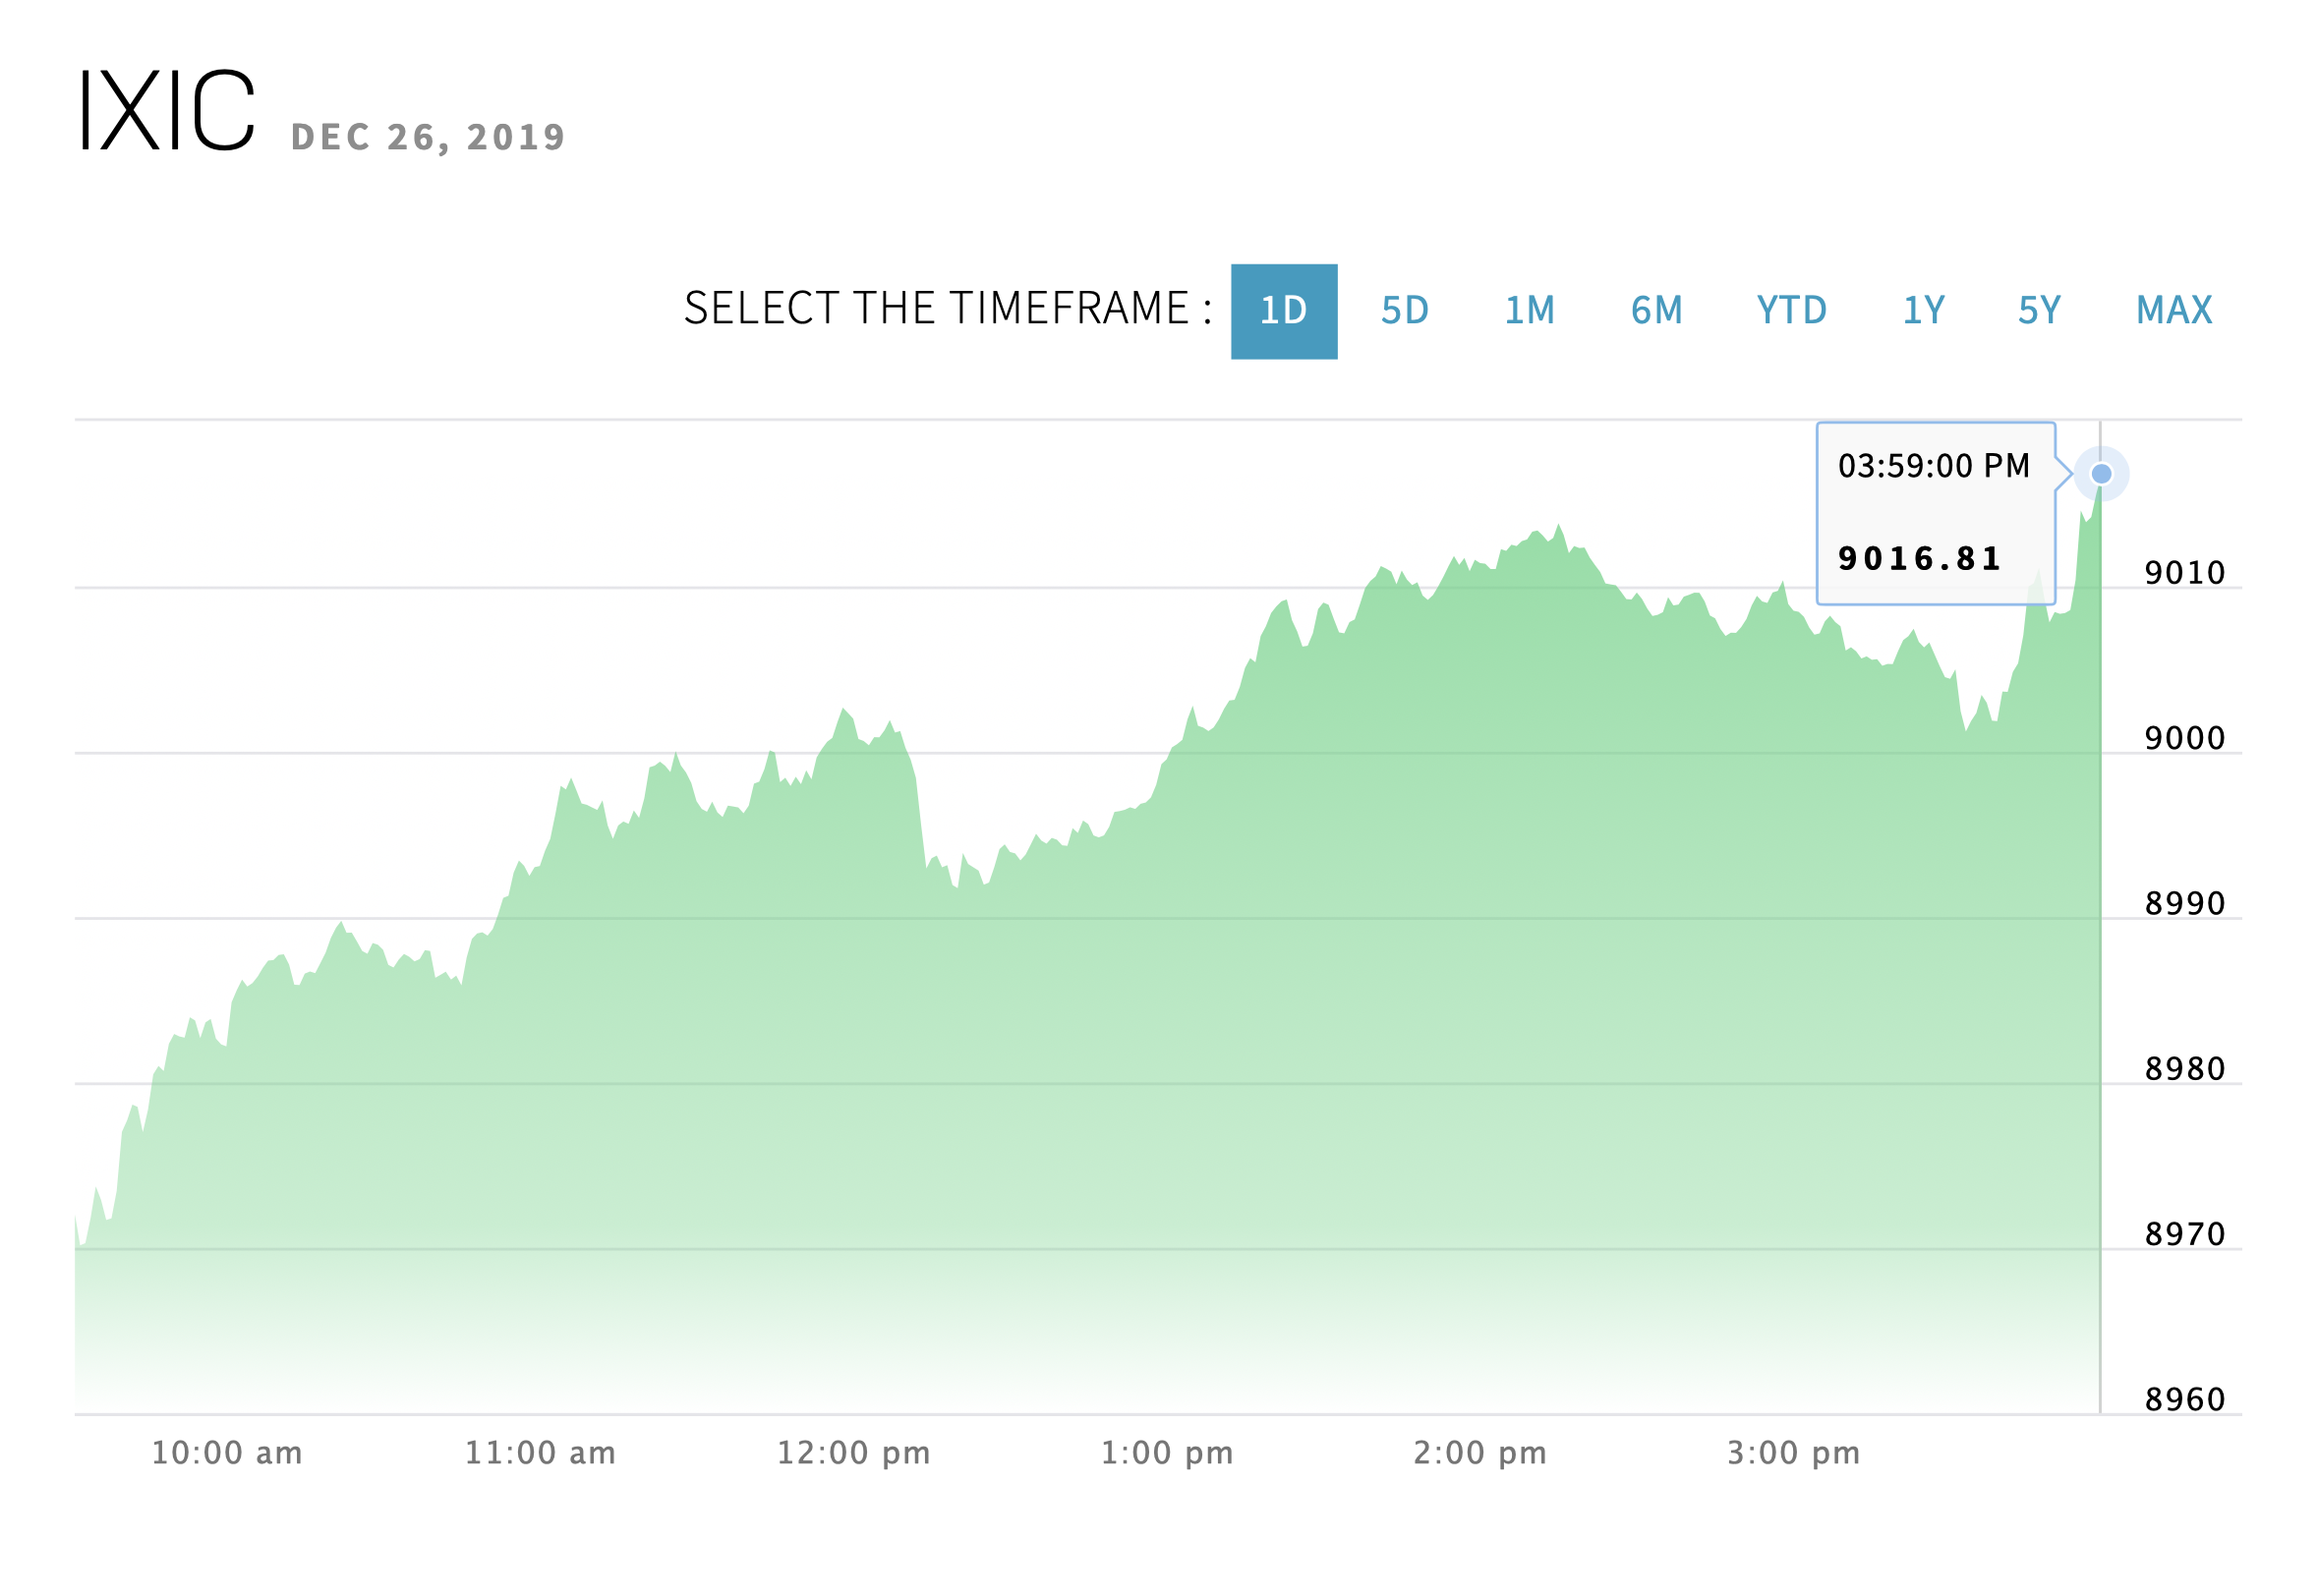 IXIC DEC 26, 2019
SELECT THE TIMEFRAME : 1D 5D 1M 6M YTD 1Y 5Y MAX
03:59:00 PM
9016.81
9010
9000
8990
8980
8970
8960
10:00 am 11:00 am 12:00 pm 1:00 pm 2:00 pm 3:00 pm